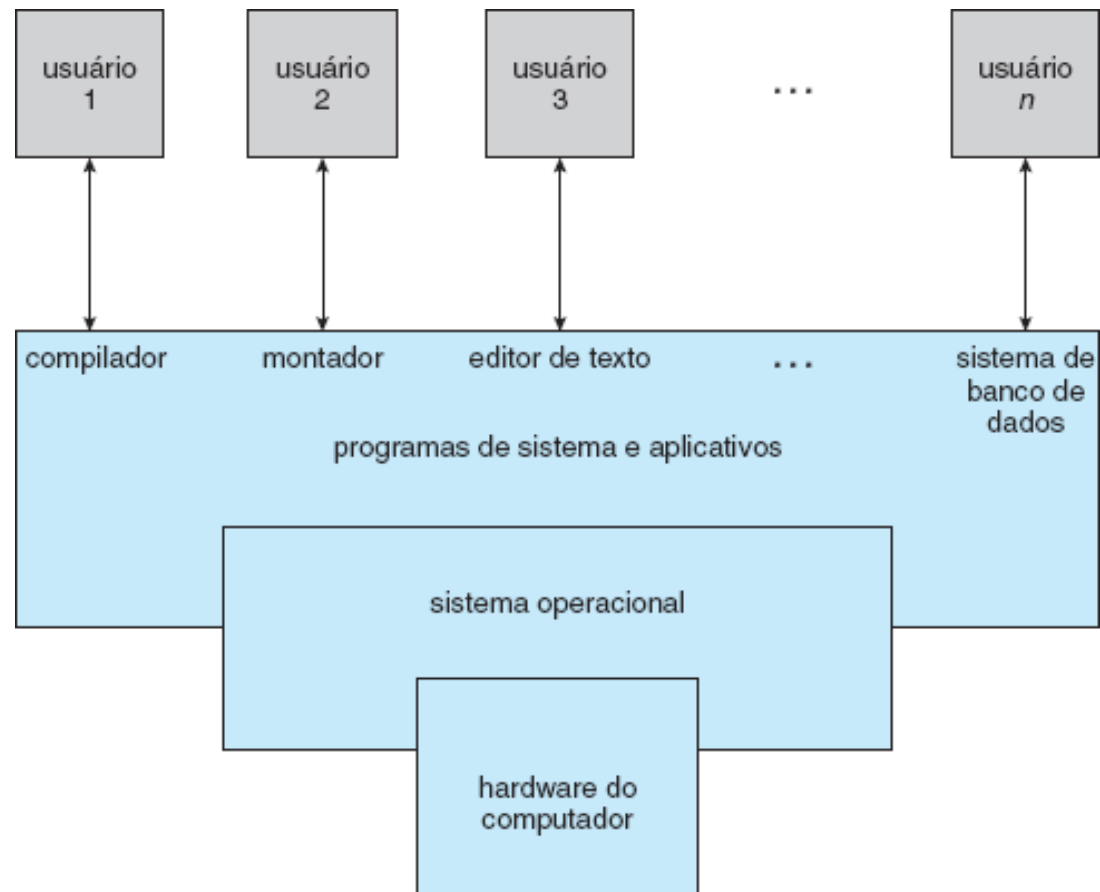 usuário
1
usuário
2
usuário
3
...
usuário
n
compilador
montador
editor de texto
...
sistema de
banco de
dados
programas de sistema e aplicativos
sistema operacional
hardware do
computador